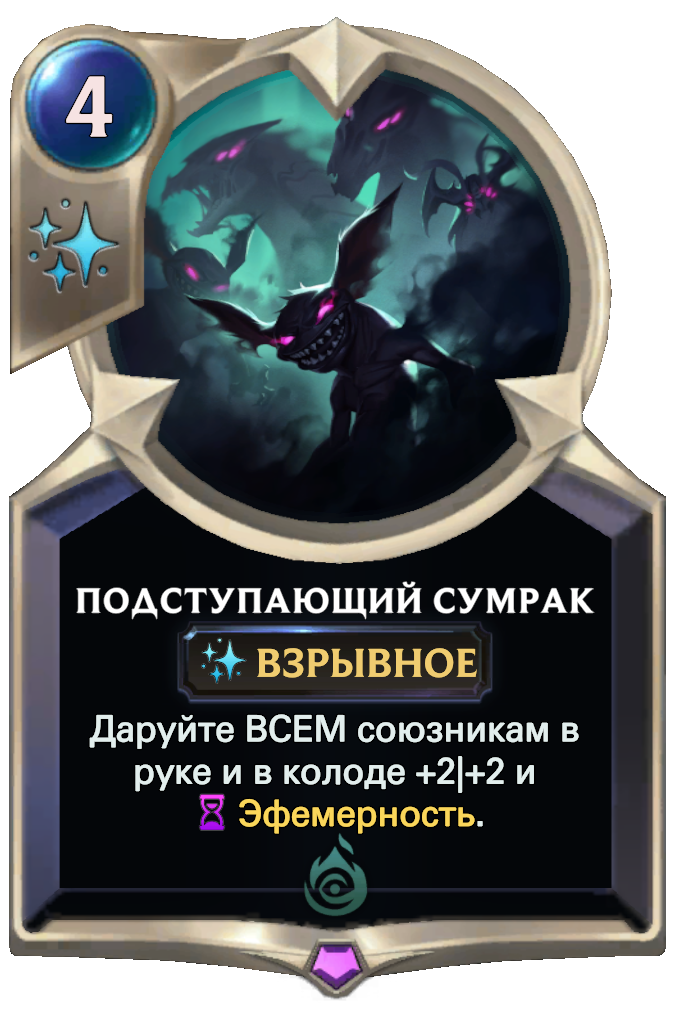 4
ПОДСТУПАЮЩИЙ СУМРАК
ВЗРЫВНОЕ
Даруйте ВСЕМ союзникам в
руке и в колоде +2|+2 и
Эфемерность.